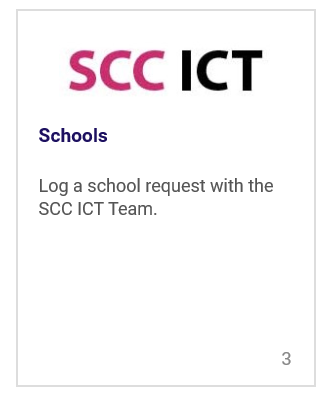 SCC ICT
Schools
Log a school request with the
SCC ICT Team.
3